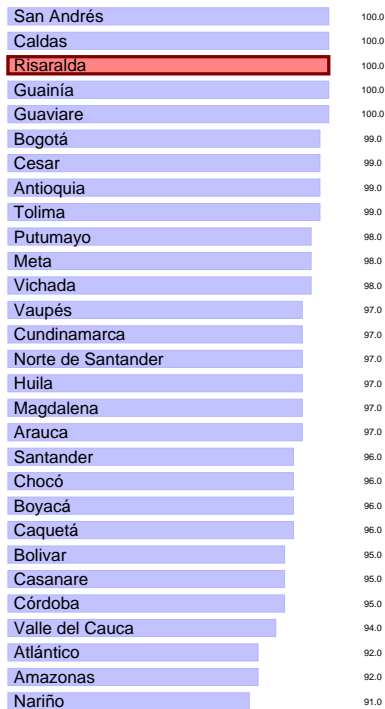 San Andrés 100.0
Caldas 100.0
Risaralda 100.0
Guainía 100.0
Guaviare 100.0
Bogotá 99.0
Cesar 99.0
Antioquia 99.0
Tolima 99.0
Putumayo 98.0
Meta 98.0
Vichada 98.0
Vaupés 97.0
Cundinamarca 97.0
Norte de Santander 97.0
Huila 97.0
Magdalena 97.0
Arauca 97.0
Santander 96.0
Chocó 96.0
Boyacá 96.0
Caquetá 96.0
Bolivar 95.0
Casanare 95.0
Córdoba 95.0
Valle del Cauca 94.0
Atlántico 92.0
Amazonas 92.0
Nariño 91.0